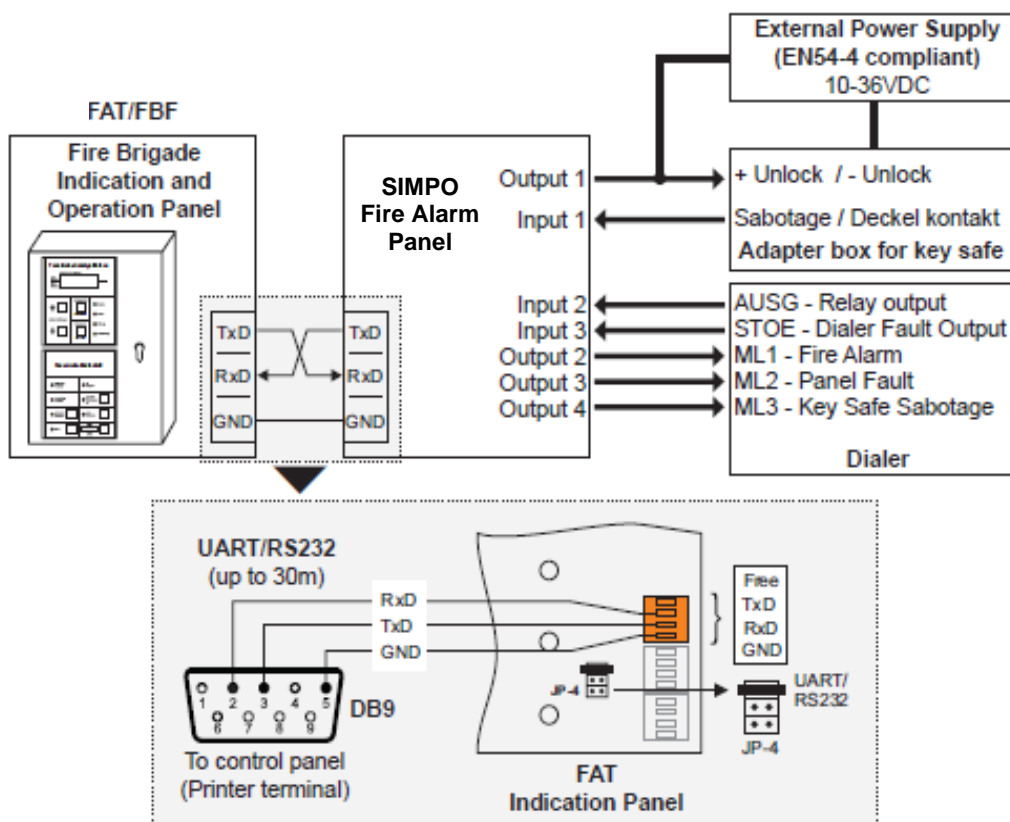 External Power Supply
(EN54-4 compliant)
10-36VDC
FAT/FBF
Fire Brigade
Indication and
Operation Panel
SIMPO
Fire Alarm
Panel
Output 1
+ Unlock / - Unlock
Input 1
Sabotage / Deckel kontakt
Adapter box for key safe
Input 2
AUSG - Relay output
Input 3
STOE - Dialer Fault Output
Output 2
ML1 - Fire Alarm
Output 3
ML2 - Panel Fault
Output 4
ML3 - Key Safe Sabotage
Dialer
TxD
TxD
RxD
RxD
GND
GND
UART/RS232
(up to 30m)
RxD
TxD
GND
Free
TxD
RxD
GND
JP-4
UART/
RS232
JP-4
1 2 3 4 5
6 7 8 9
DB9
To control panel
(Printer terminal)
FAT
Indication Panel